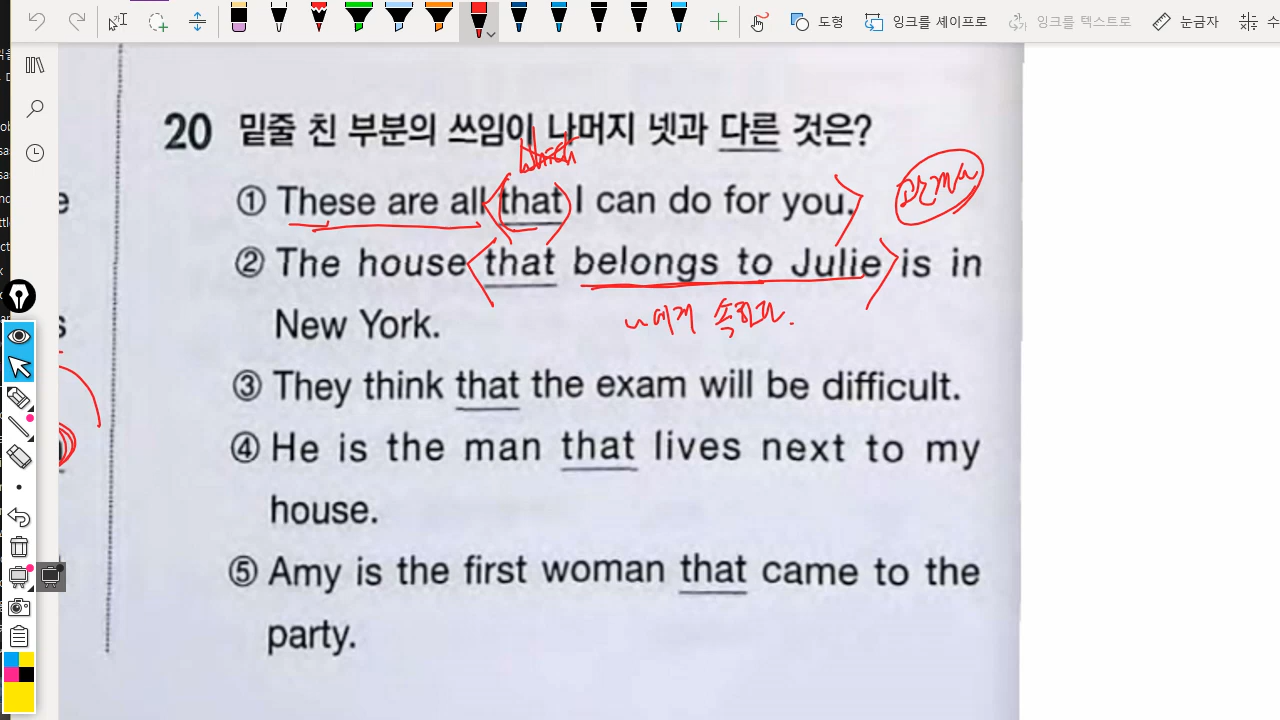 도형
잉크를 셰이프로
잉크를 텍스트로
눈금자
수
20 밑줄 친 부분의 쓰임이 나머지 넷과 다른 것은?
which
① These are all that I can do for you.
관계사
② The house that belongs to Julie is in
New York.
~에게 속하다.
③ They think that the exam will be difficult.
④ He is the man that lives next to my
house.
⑤ Amy is the first woman that came to the
party.